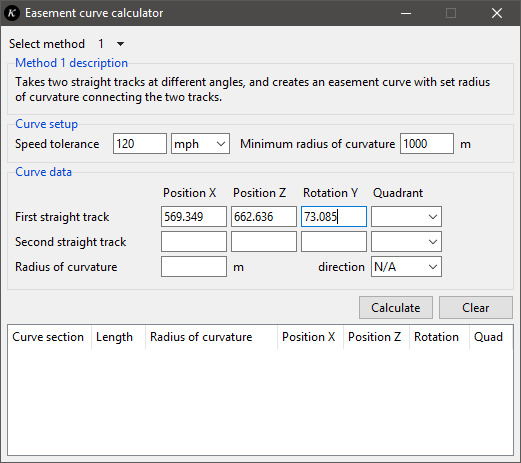 Easement curve calculator
Select method 1
Method 1 description
Takes two straight tracks at different angles, and creates an easement curve with set radius
of curvature connecting the two tracks.
Curve setup
Speed tolerance 120 mph Minimum radius of curvature 1000 m
Curve data
Position X Position Z Rotation Y Quadrant
First straight track 569.349 662.636 73.085
Second straight track
Radius of curvature m direction N/A
Calculate Clear
Curve section Length Radius of curvature Position X Position Z Rotation Quad